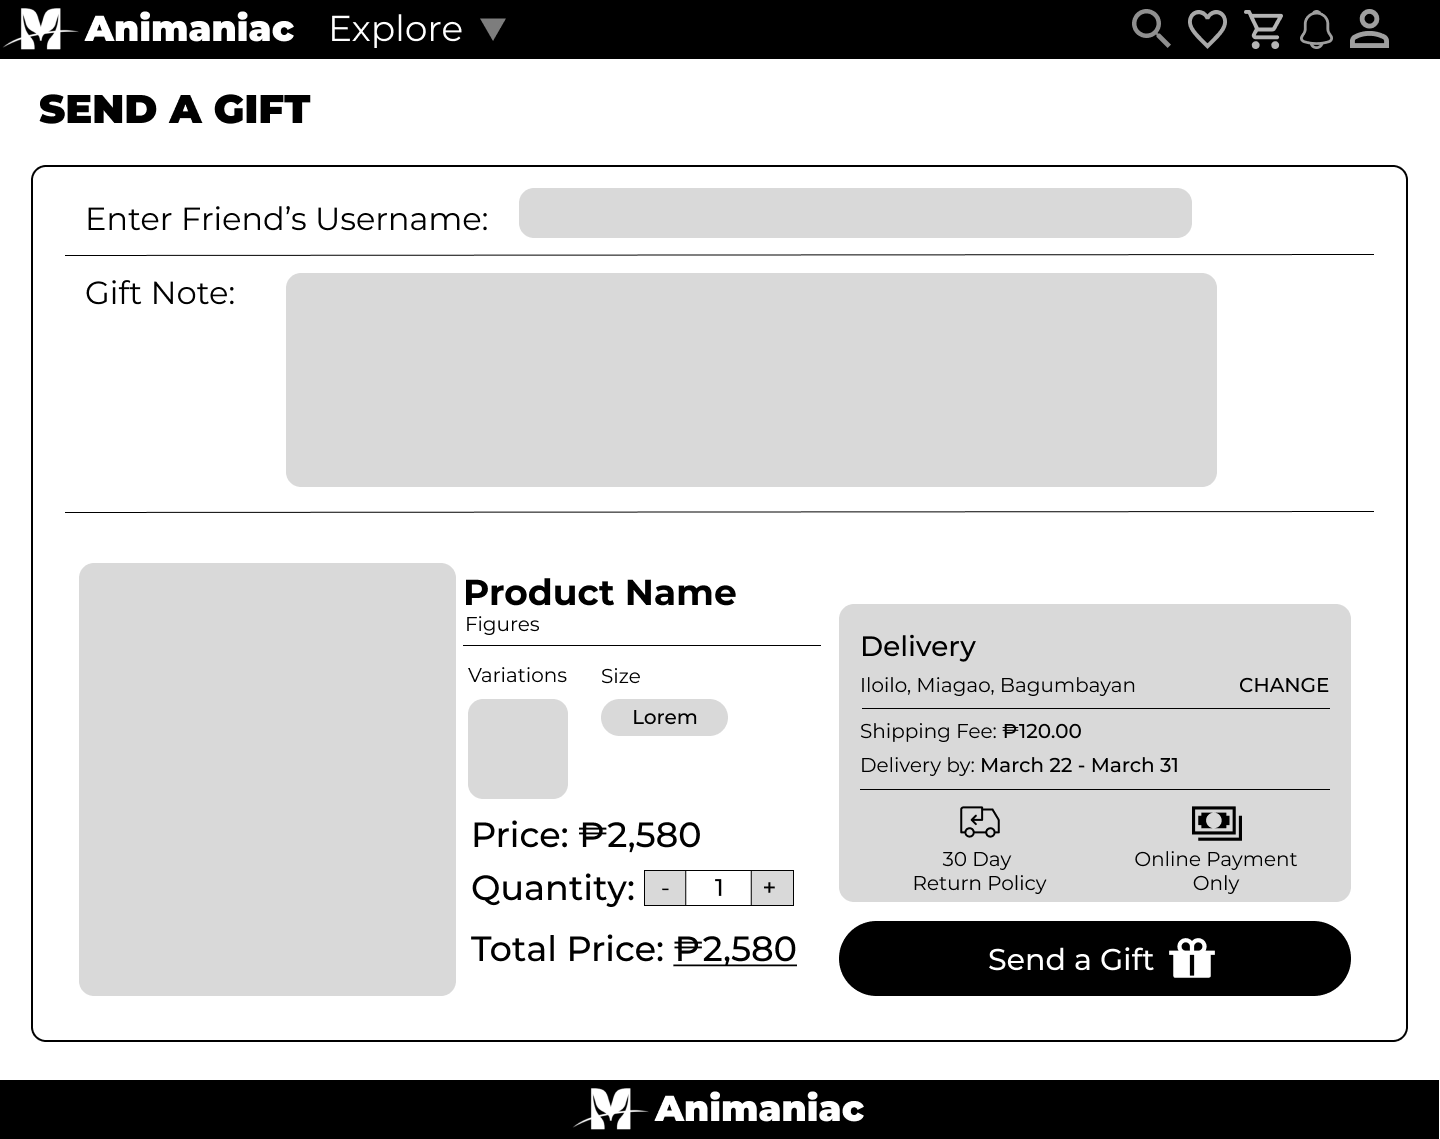 Animaniac Explore ▼
SEND A GIFT
Enter Friend’s Username:
Gift Note:
Product Name
Figures
Variations Size
Lorem
Price: ₱2,580
Quantity: - 1 +
Total Price: ₱2,580
Delivery
Iloilo, Miagao, Bagumbayan CHANGE
Shipping Fee: ₱120.00
Delivery by: March 22 - March 31
30 Day
Return Policy
Online Payment
Only
Send a Gift
Animaniac